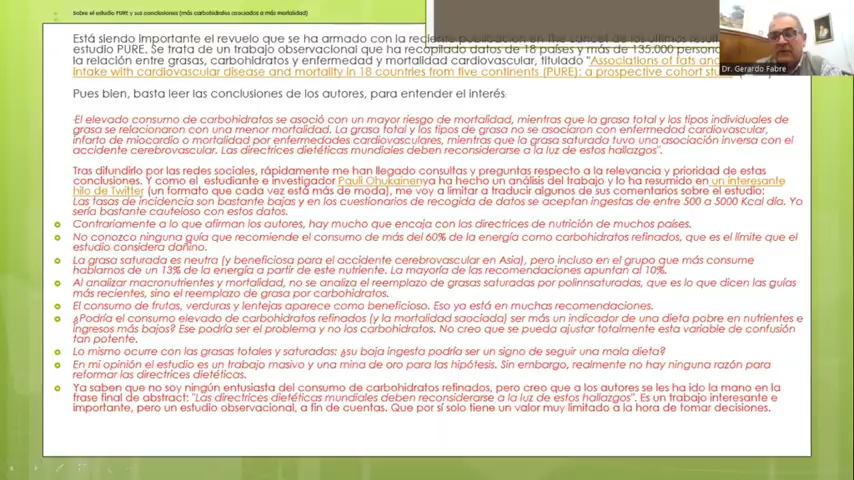 Sobre el estudio PURE y sus conclusiones (más carbohidratos asociados a más mortalidad)
Está siendo importante el revuelo que se ha armado con la reciente publicación en The Lancet de los últimos
estudio PURE. Se trata de un trabajo observacional que ha recopilado datos de 18 países y más de 135.000
la relación entre grasas, carbohidratos y enfermedad y mortalidad cardiovascular, titulado "Associations of fats
Intake with cardiovascular disease and mortality in 18 countries from five continents (PURE): a prospective cohort
Pues bien, basta leer las conclusiones de los autores, para entender el interés:
"El elevado consumo de carbohidratos se asoció con un mayor riesgo de mortalidad, mientras que la grasa total y los tipos individuales de
grasa se relacionaron con una menor mortalidad. La grasa total y los tipos de grasa no se asociaron con enfermedad cardiovascular,
infarto de miocardio o mortalidad por enfermedades cardiovasculares, mientras que la grasa saturada tuvo una asociación inversa con el
accidente cerebrovascular. Las directrices dietéticas mundiales deben reconsiderarse a la luz de estos hallazgos".
Tras difundirlo por las redes sociales, rápidamente me han llegado consultas y preguntas respecto a la relevancia y prioridad de estas
conclusiones. Y como el estudiante e investigador Pauli Ohukainenya ha hecho un análisis del trabajo y lo ha resumido en un interesante
hilo de Twitter (un formato que cada vez está más de moda), me voy a limitar a traducir algunos de sus comentarios sobre el estudio:
Las tasas de incidencia son bastante bajas y en los cuestionarios de recogida de datos se aceptan ingestas de entre 500 a 5000 Kcal día. Yo
sería bastante cauteloso con estos datos.
Contrariamente a lo que afirman los autores, hay mucho que encaja con las directrices de nutrición de muchos países.
No conozco ninguna guía que recomiende el consumo de más del 60% de la energía como carbohidratos refinados, que es el límite que el
estudio considera dañino.
La grasa saturada es neutra (y beneficiosa para el accidente cerebrovascular en Asia), pero incluso en el grupo que más consume
hablamos de un 13% de la energía a partir de este nutriente. La mayoría de las recomendaciones apuntan al 10%.
Al analizar macronutrientes y mortalidad, no se analiza el reemplazo de grasas saturadas por poliinnsaturadas, que es lo que dicen las guías
más recientes, sino el reemplazo de grasa por carbohidratos.
El consumo de frutas, verduras y lentejas aparece como beneficioso. Eso ya está en muchas recomendaciones.
¿Podría el consumo elevado de carbohidratos refinados (y la mortalidad saociada) ser más un indicador de una dieta pobre en nutrientes e
ingresos más bajos? Ese podría ser el problema y no los carbohidratos. No creo que se pueda ajustar totalmente esta variable de confusión
tan potente.
Lo mismo ocurre con las grasas totales y saturadas: ¿su baja ingesta podría ser un signo de seguir una mala dieta?
En mi opinión el estudio es un trabajo masivo y una mina de oro para las hipótesis. Sin embargo, realmente no hay ninguna razón para
reformar las directrices dietéticas.
Ya saben que no soy ningún entusiasta del consumo de carbohidratos refinados, pero creo que a los autores se les ha ido la mano en la
frase final de abstract: "Las directrices dietéticas mundiales deben reconsiderarse a la luz de estos hallazgos". Es un trabajo interesante e
importante, pero un estudio observacional, a fin de cuentas. Que por sí solo tiene un valor muy limitado a la hora de tomar decisiones.
Dr. Gerardo Fabre